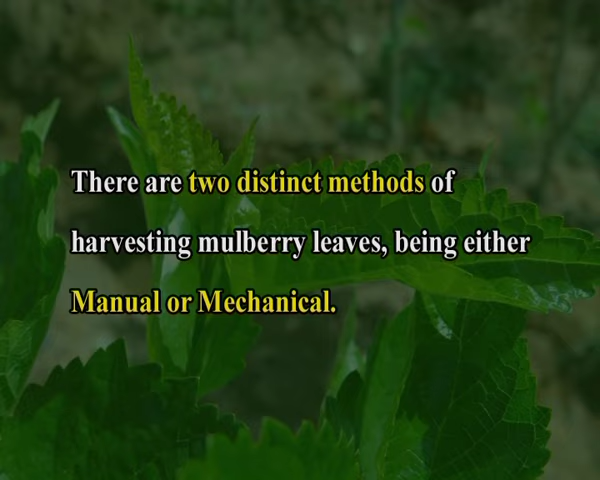 There are two distinct methods of
harvesting mulberry leaves, being either
Manual or Mechanical.